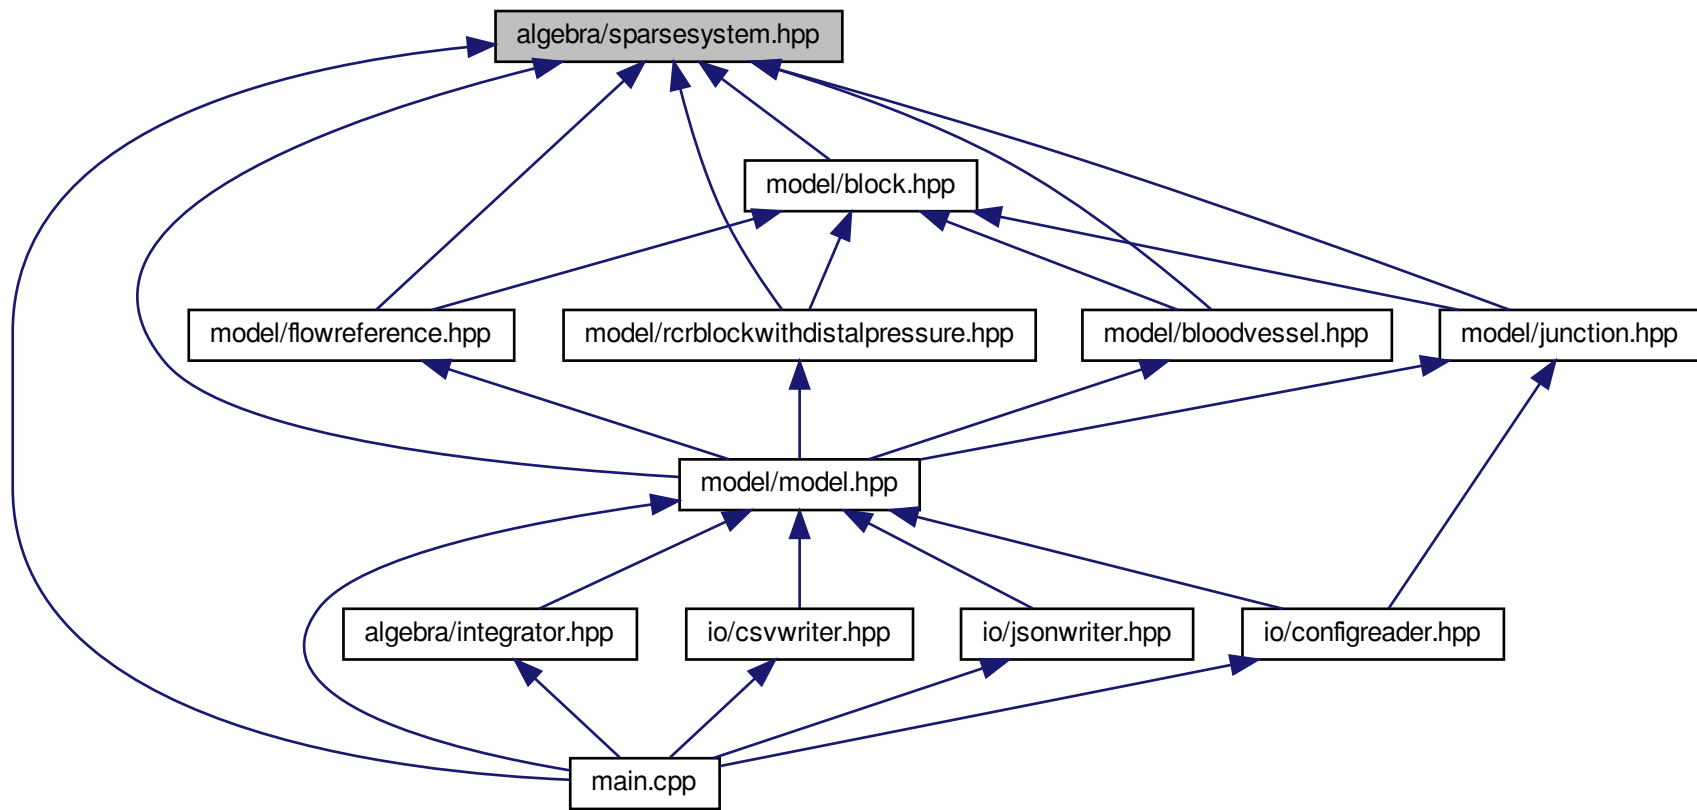 algebra/sparsesystem.hpp
model/block.hpp
model/flowreference.hpp
model/rcrblockwithdistalpressure.hpp
model/bloodvessel.hpp
model/junction.hpp
model/model.hpp
algebra/integrator.hpp
io/csvwriter.hpp
io/jsonwriter.hpp
io/configreader.hpp
main.cpp